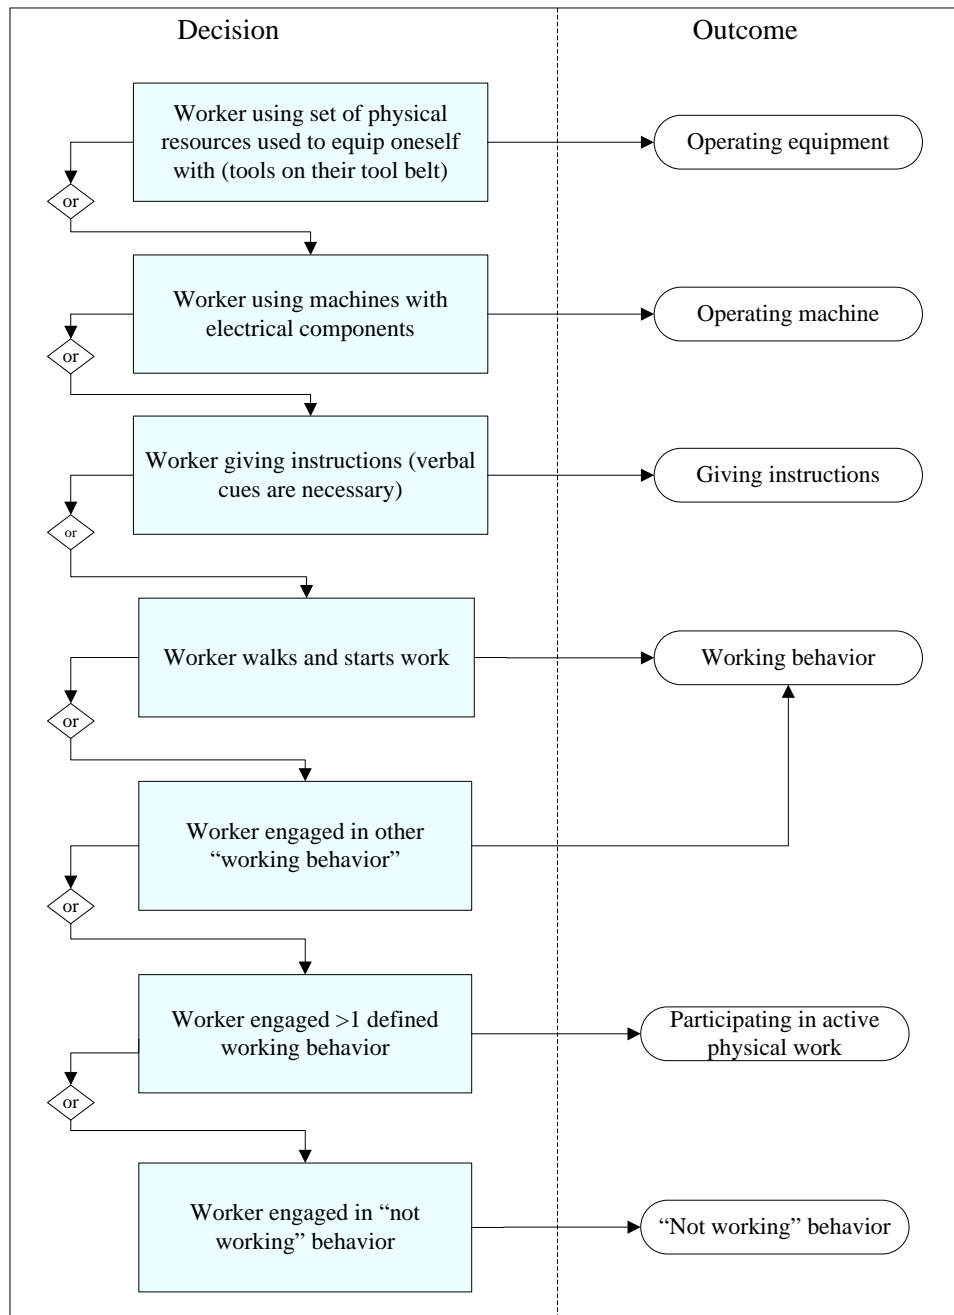 Decision
Outcome
Worker using set of physical
resources used to equip oneself
with (tools on their tool belt)
Operating equipment
or
Worker using machines with
electrical components
Operating machine
or
Worker giving instructions (verbal
cues are necessary)
Giving instructions
or
Worker walks and starts work
Working behavior
or
Worker engaged in other
“working behavior”
or
Worker engaged >1 defined
working behavior
Participating in active
physical work
or
Worker engaged in “not
working” behavior
“Not working” behavior